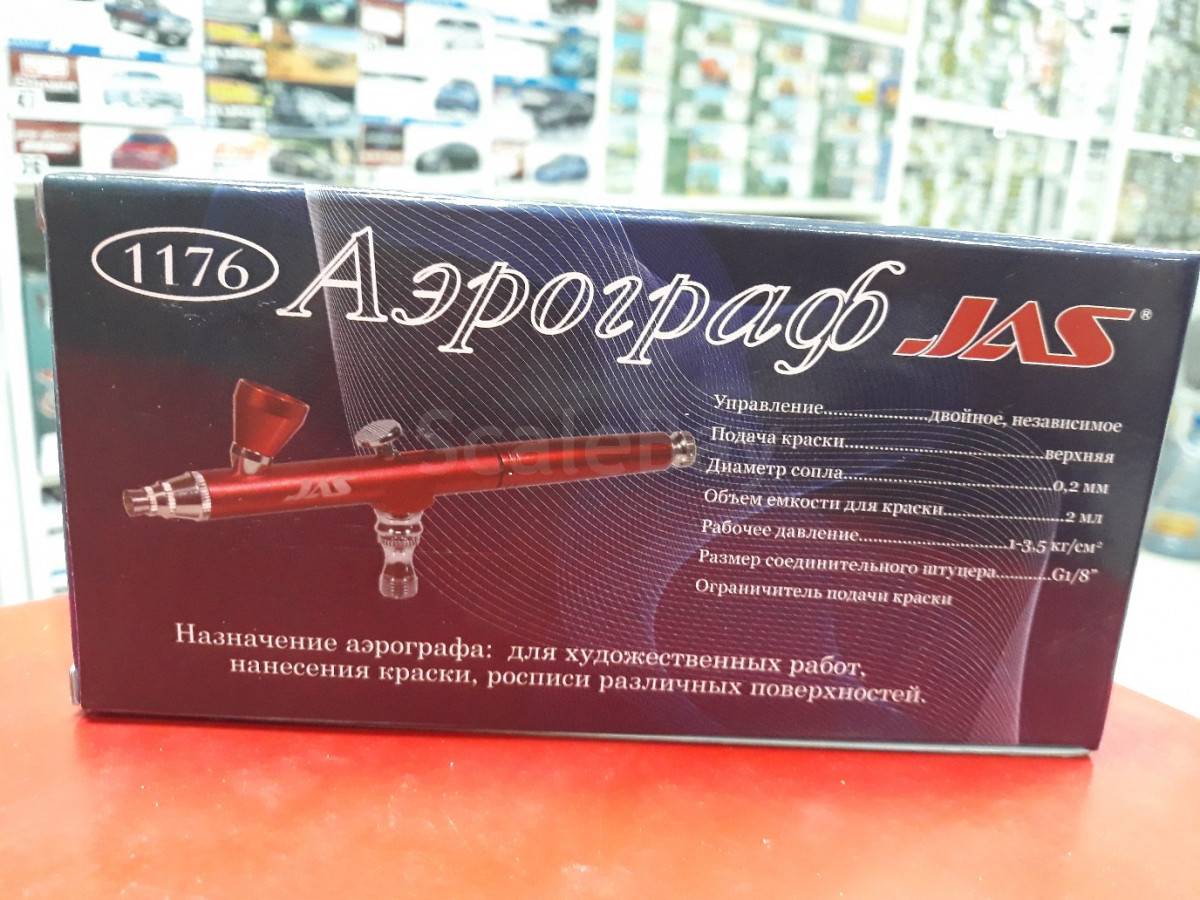 1176 Аэрограф JAS®
Управление....................двойное, независимое
Подача краски.....................................верхняя
Диаметр сопла.......................................0,2 мм
Объем емкости для краски.......................2 мл
Рабочее давление...........................1-3,5 кг/см²
Размер соединительного штуцера...........G1/8"
Ограничитель подачи краски
JAS
ScaleBoy
Назначение аэрографа: для художественных работ,
нанесения краски, росписи различных поверхностей.